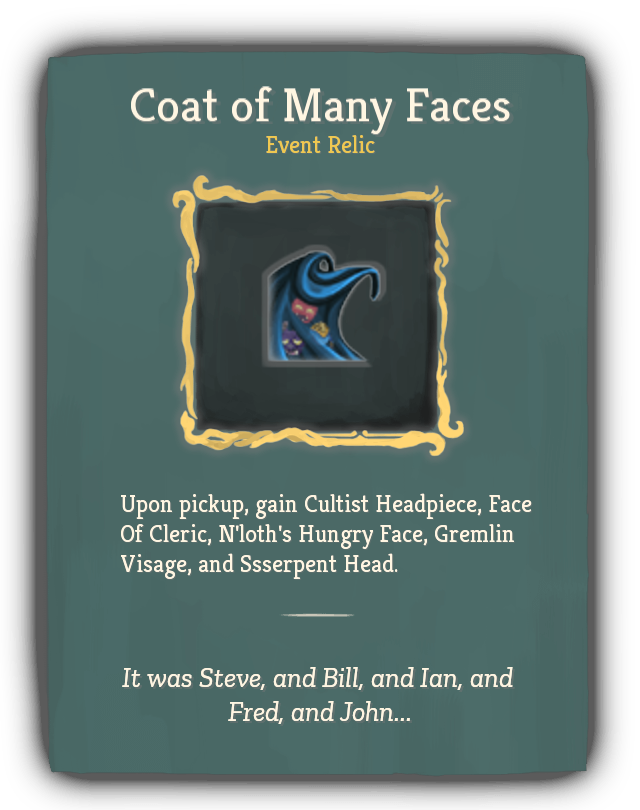 Coat of Many Faces
Event Relic
Upon pickup, gain Cultist Headpiece, Face
Of Cleric, N'loth's Hungry Face, Gremlin
Visage, and Ssserpent Head.
It was Steve, and Bill, and Ian, and
Fred, and John...